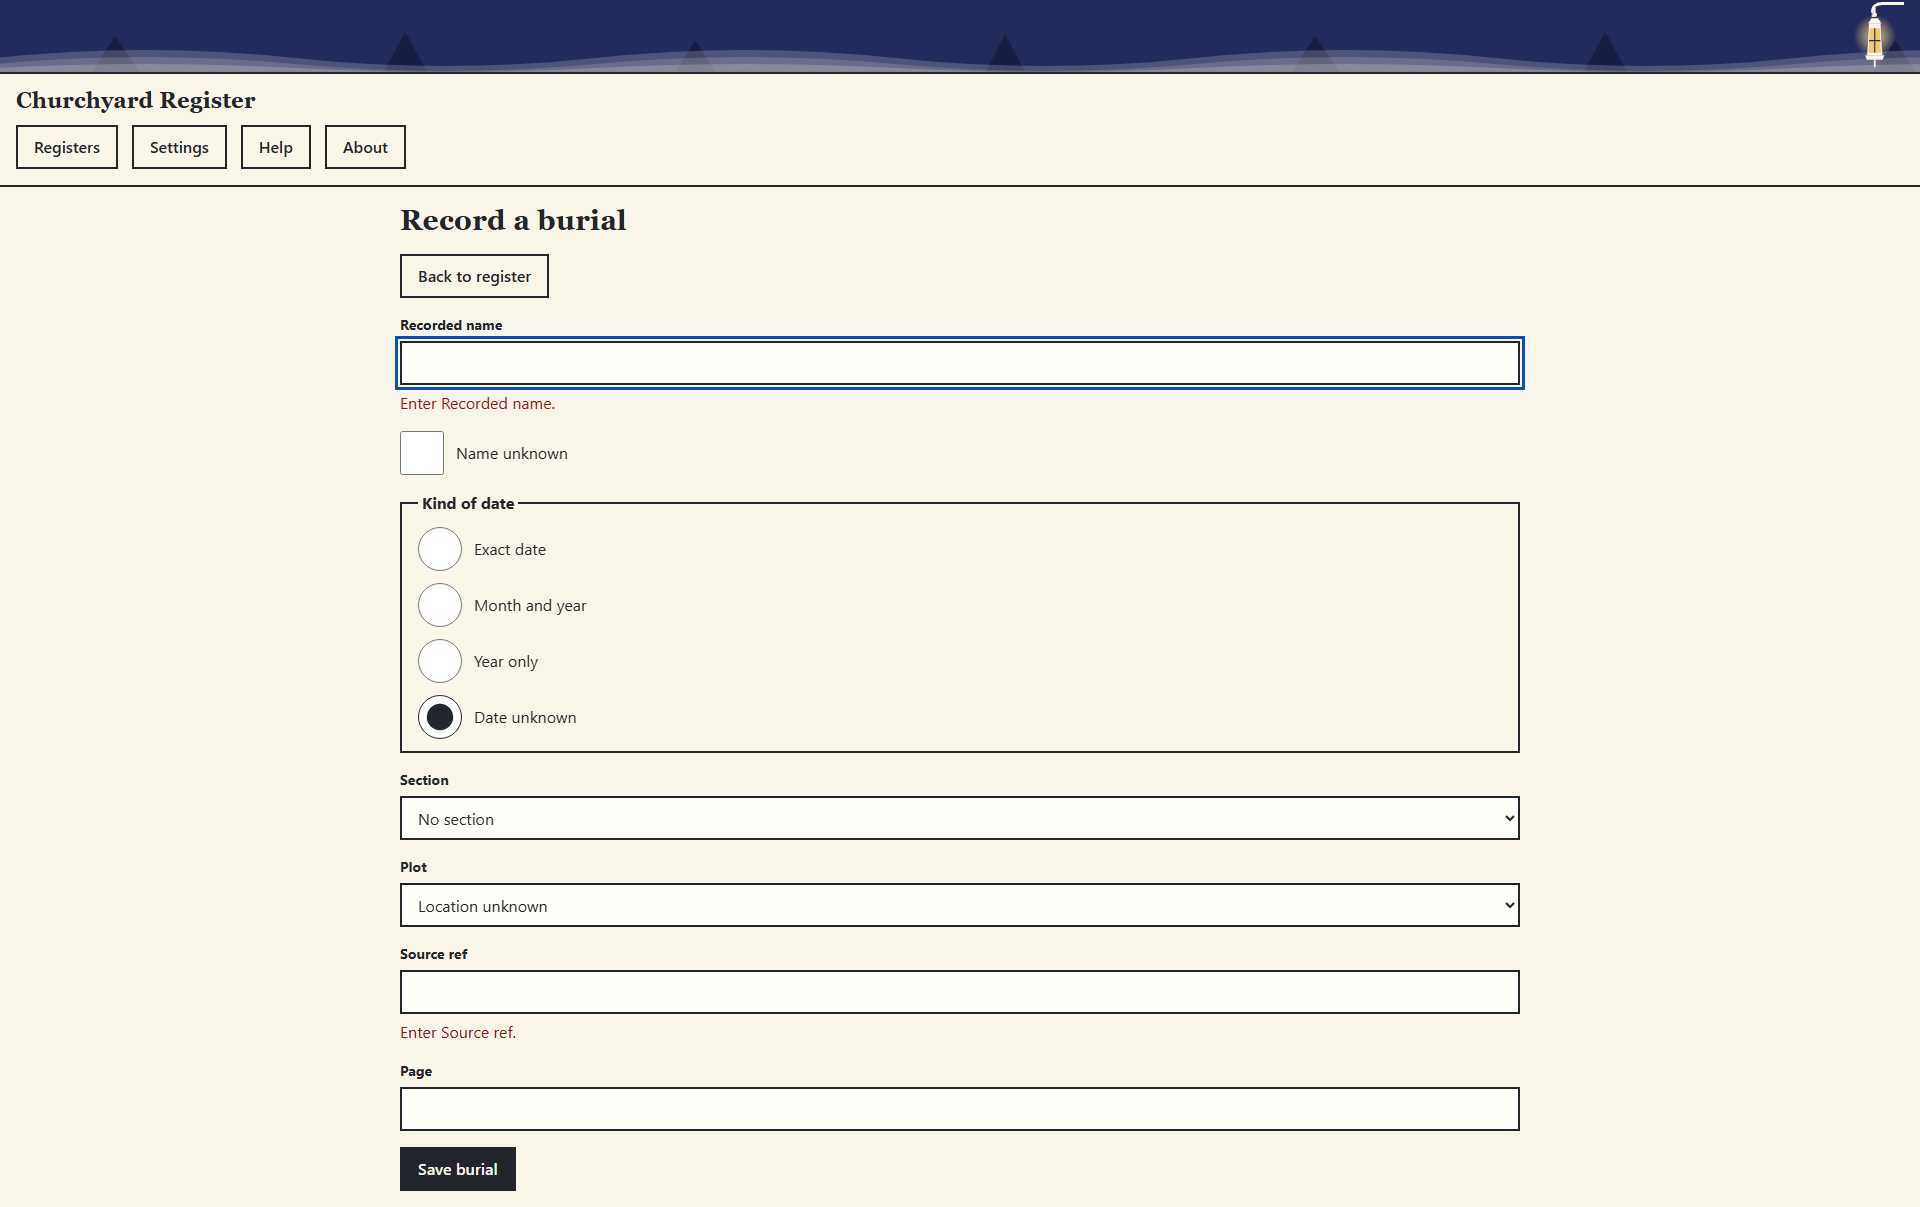 Churchyard Register
Registers Settings Help About
Record a burial
Back to register
Recorded name
Enter Recorded name.
Name unknown
Kind of date
Exact date
Month and year
Year only
Date unknown
Section
No section
Plot
Location unknown
Source ref
Enter Source ref.
Page
Save burial